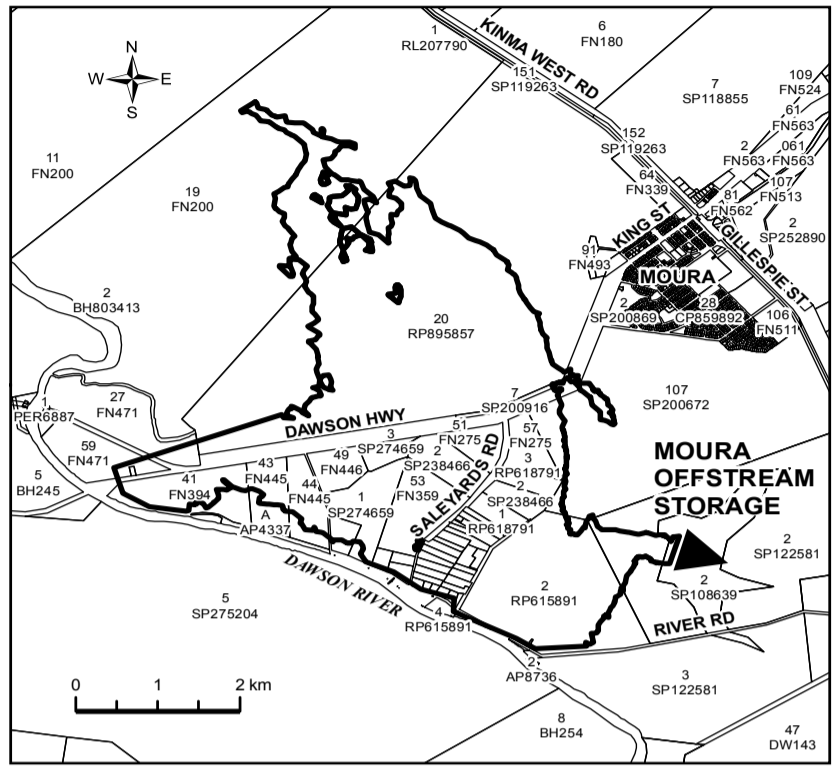 1
RL207790
KINMA WEST RD
6
FN180
151
SP119263
7
SP118855
109
FN524
61
FN563
N
W E
S
152
SP119263
2
FN563
061
FN563
11
FN200
19
FN200
64
FN339
81
FN562
107
FN513
KING ST
GILLESPIE ST
2
SP252890
91
FN493
MOURA
2
BH803413
2
SP200869
28
CP859892
106
FN511
20
RP895857
27
FN471
1
PER6887
7
SP200916
107
SP200672
DAWSON HWY
59
FN471
3
SP274659
51
FN275
57
FN275
49
FN446
2
SP238466
3
RP618791
5
BH245
41
FN394
43
FN445
44
FN445
53
FN359
SALEYARDS RD
2
SP238466
MOURA
OFFSTREAM
STORAGE
A
AP4337
1
SP274659
1
RP618791
2
SP122581
DAWSON RIVER
5
SP275204
2
RP615891
2
SP108639
4
RP615891
RIVER RD
2
AP8736
3
SP122581
0 1 2 km
8
BH254
47
DW143